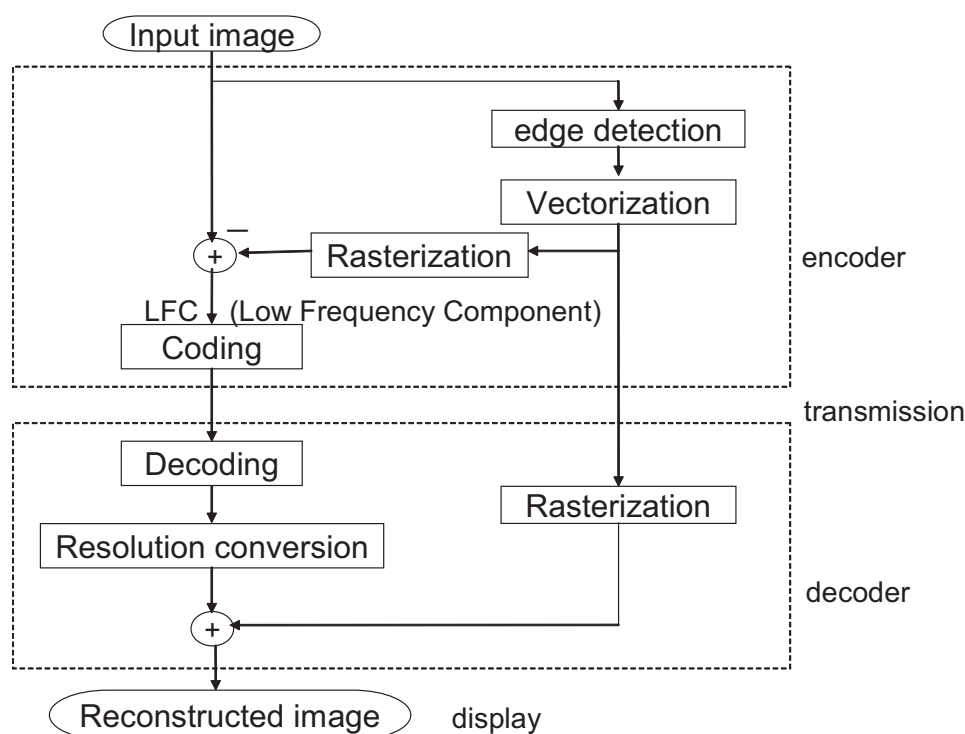 Input image
edge detection
Vectorization
–
+
Rasterization
encoder
LFC (Low Frequency Component)
Coding
transmission
Decoding
Rasterization
Resolution conversion
decoder
+
Reconstructed image
display